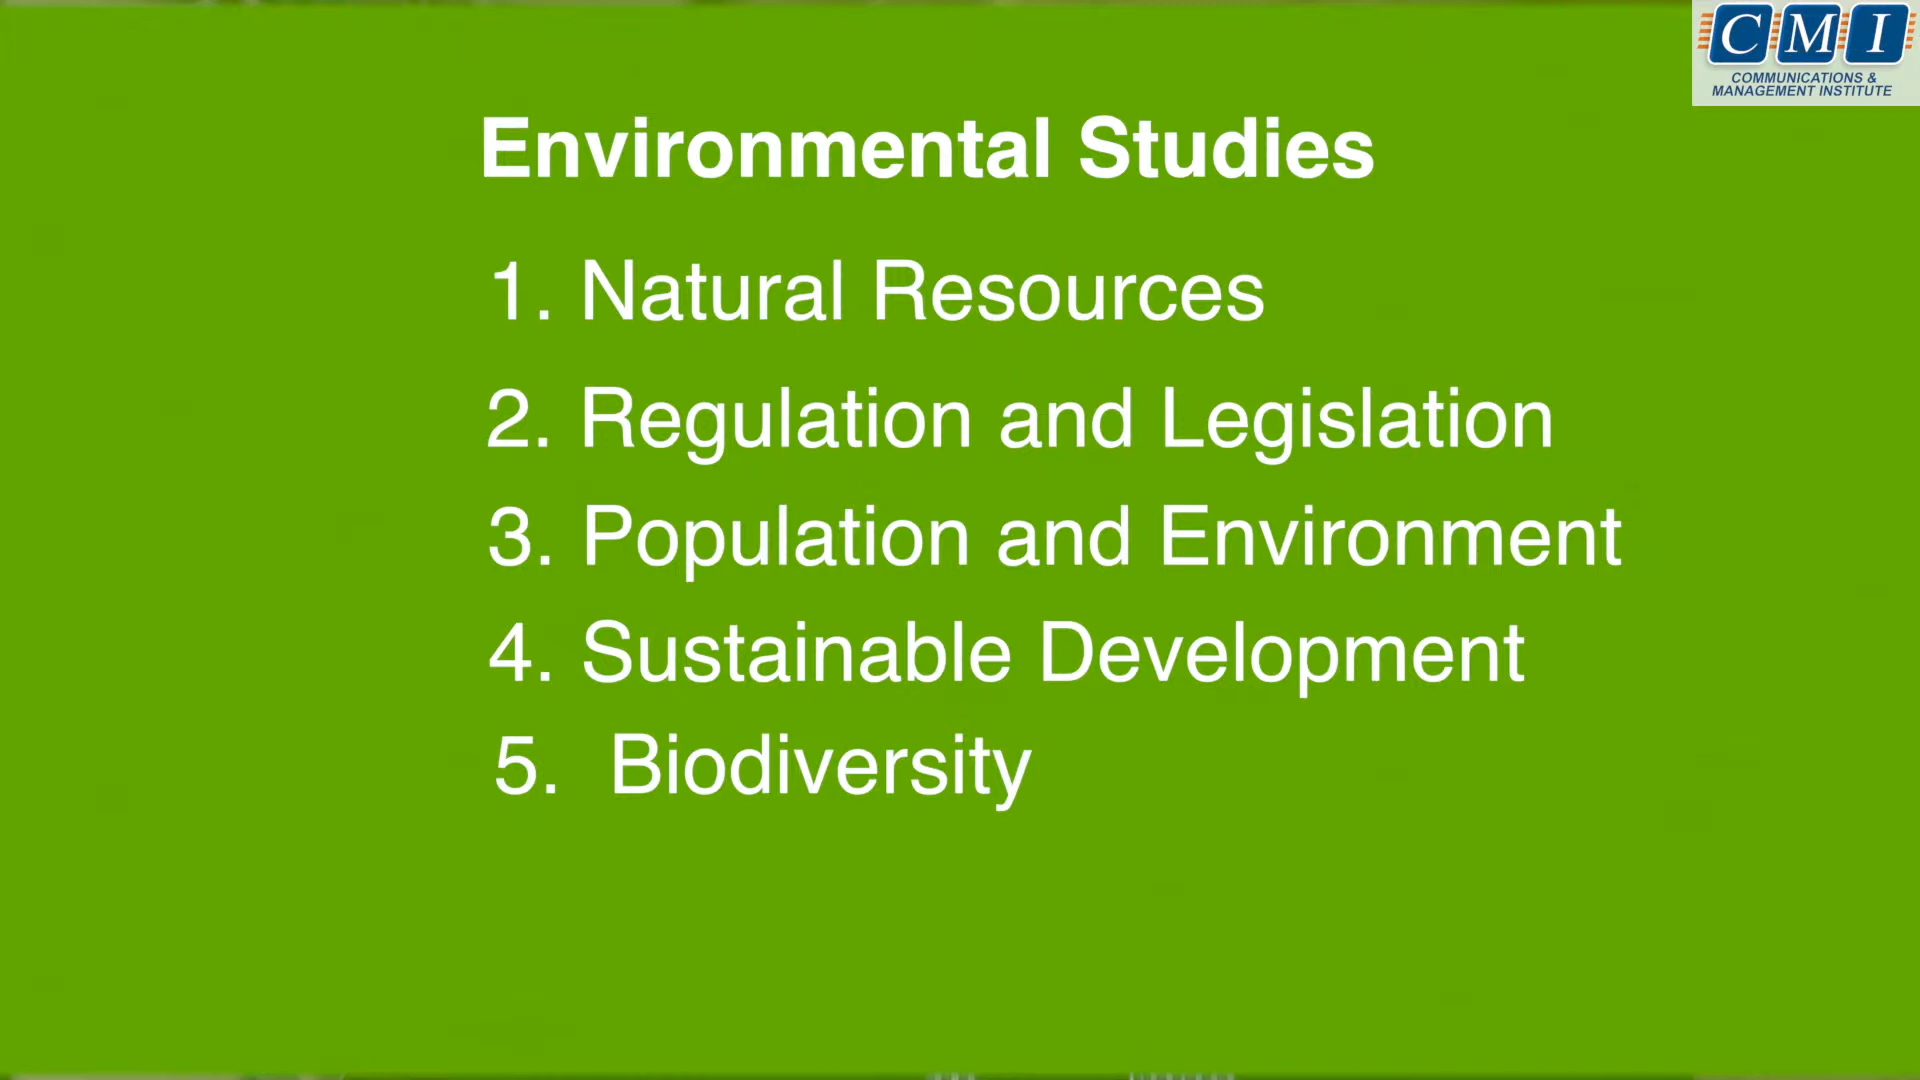 CMI
COMMUNICATIONS &
MANAGEMENT INSTITUTE
Environmental Studies
1. Natural Resources
2. Regulation and Legislation
3. Population and Environment
4. Sustainable Development
5. Biodiversity